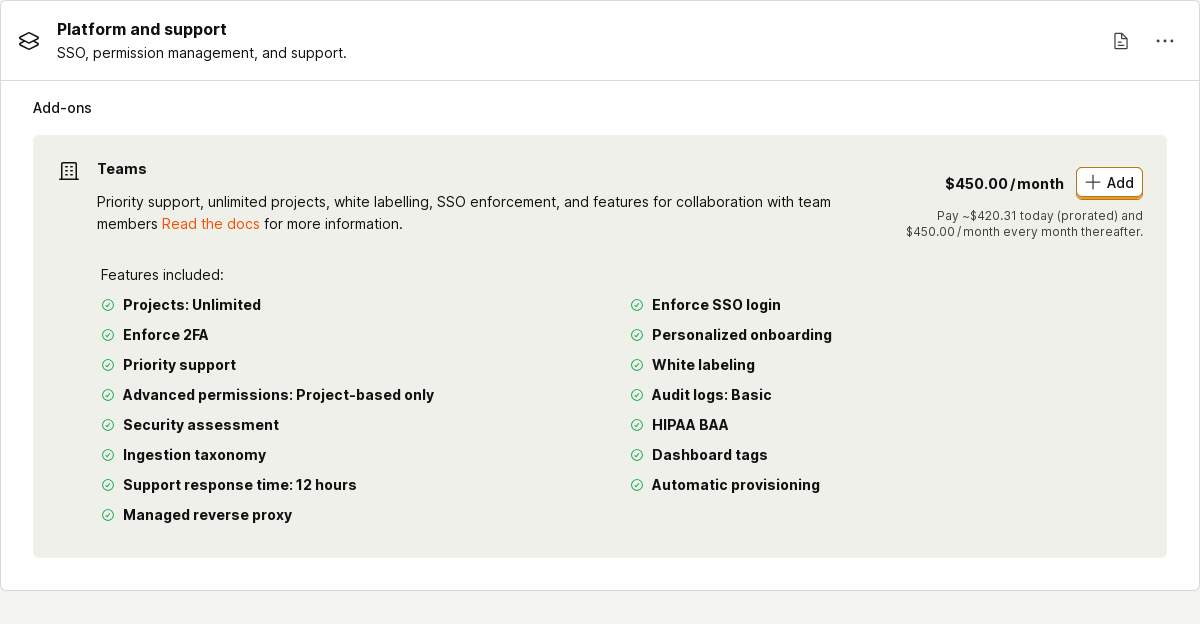 Platform and support
SSO, permission management, and support.
Add-ons
Teams
Priority support, unlimited projects, white labelling, SSO enforcement, and features for collaboration with team
members Read the docs for more information.
$450.00/month
Add
Pay ~$420.31 today (prorated) and
$450.00/month every month thereafter.
Features included:
Projects: Unlimited
Enforce 2FA
Priority support
Advanced permissions: Project-based only
Security assessment
Ingestion taxonomy
Support response time: 12 hours
Managed reverse proxy
Enforce SSO login
Personalized onboarding
White labeling
Audit logs: Basic
HIPAA BAA
Dashboard tags
Automatic provisioning